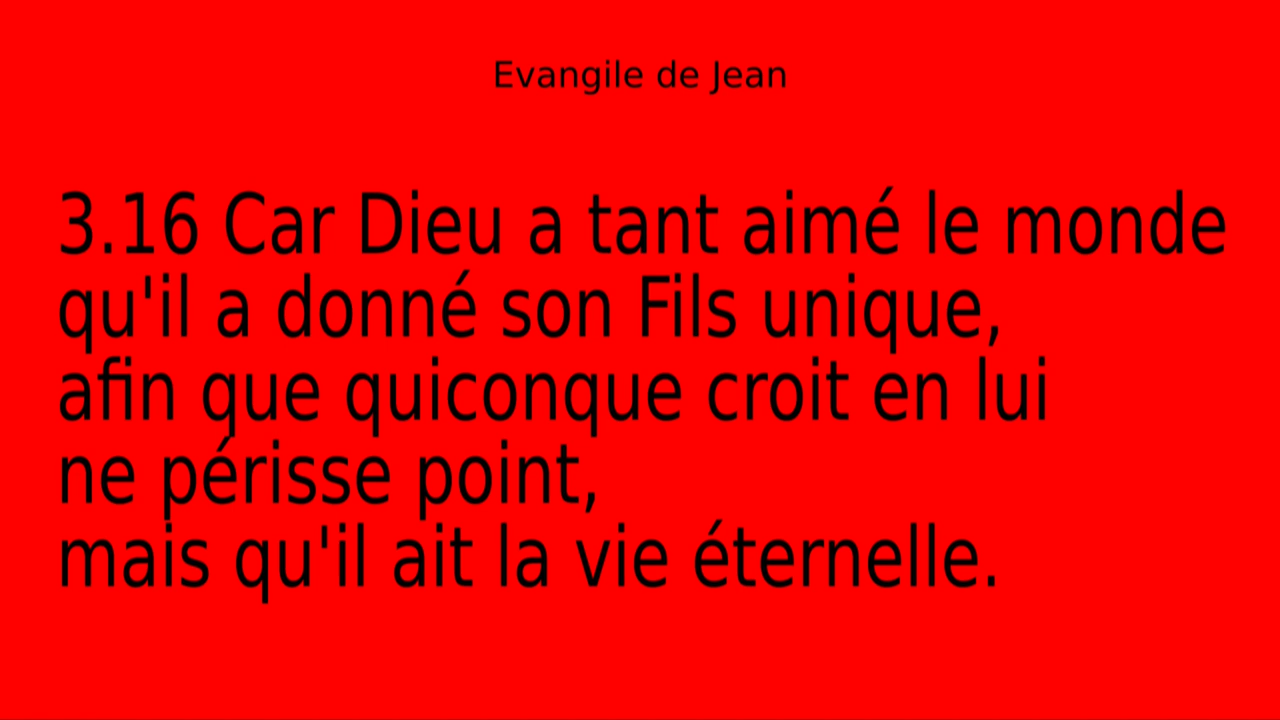 Evangile de Jean
3.16 Car Dieu a tant aimé le monde
qu'il a donné son Fils unique,
afin que quiconque croit en lui
ne périsse point,
mais qu'il ait la vie éternelle.